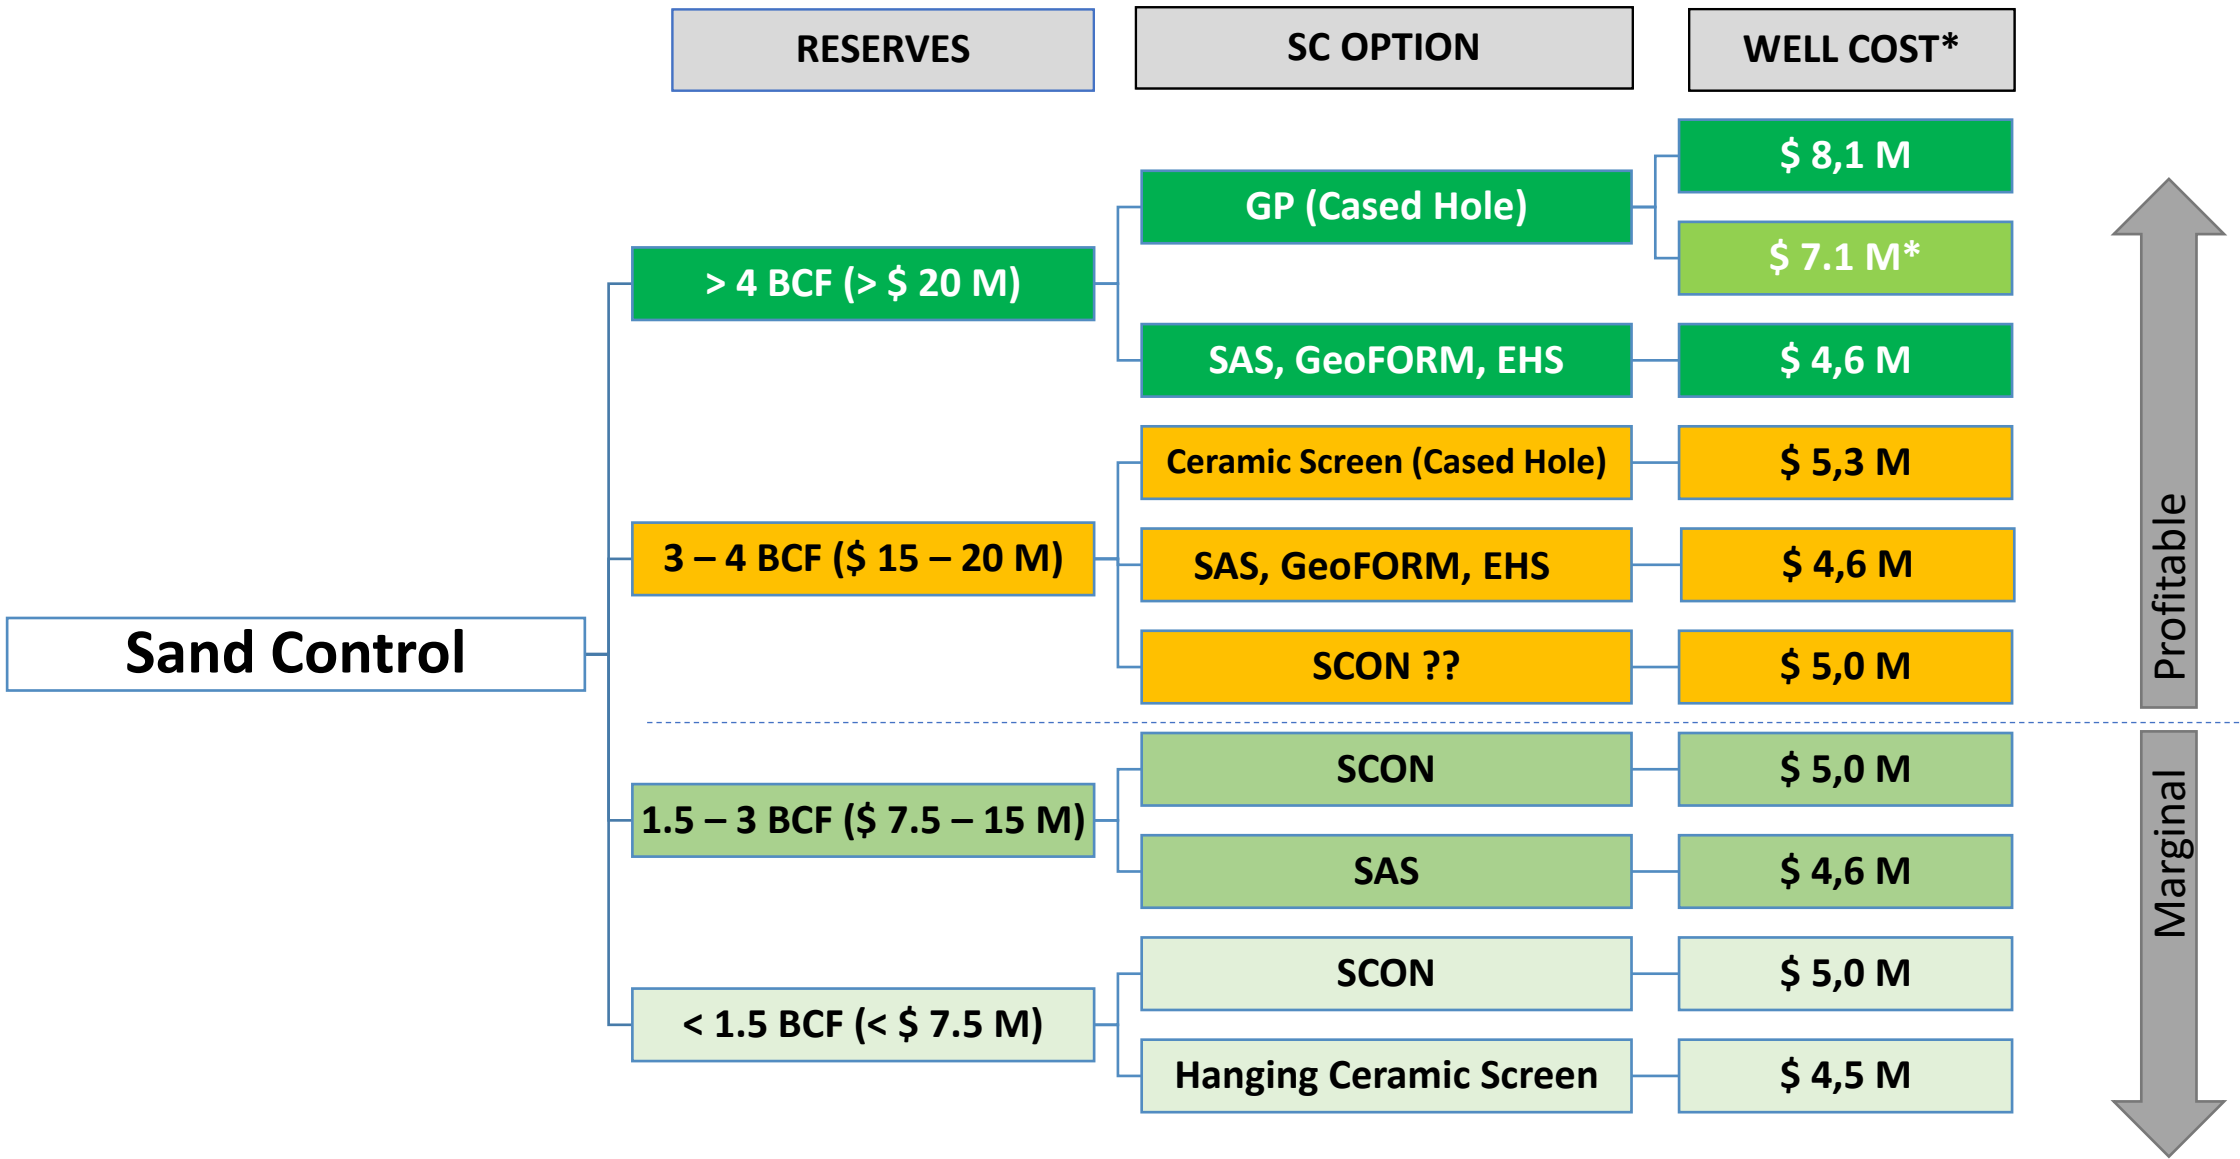 RESERVES
SC OPTION
WELL COST*
Sand Control
> 4 BCF (> $ 20 M)
GP (Cased Hole)
$ 8,1 M
$ 7.1 M*
SAS, GeoFORM, EHS
$ 4,6 M
3 – 4 BCF ($ 15 – 20 M)
Ceramic Screen (Cased Hole)
$ 5,3 M
SAS, GeoFORM, EHS
$ 4,6 M
SCON ??
$ 5,0 M
1.5 – 3 BCF ($ 7.5 – 15 M)
SCON
$ 5,0 M
SAS
$ 4,6 M
< 1.5 BCF (< $ 7.5 M)
SCON
$ 5,0 M
Hanging Ceramic Screen
$ 4,5 M
Profitable
Marginal